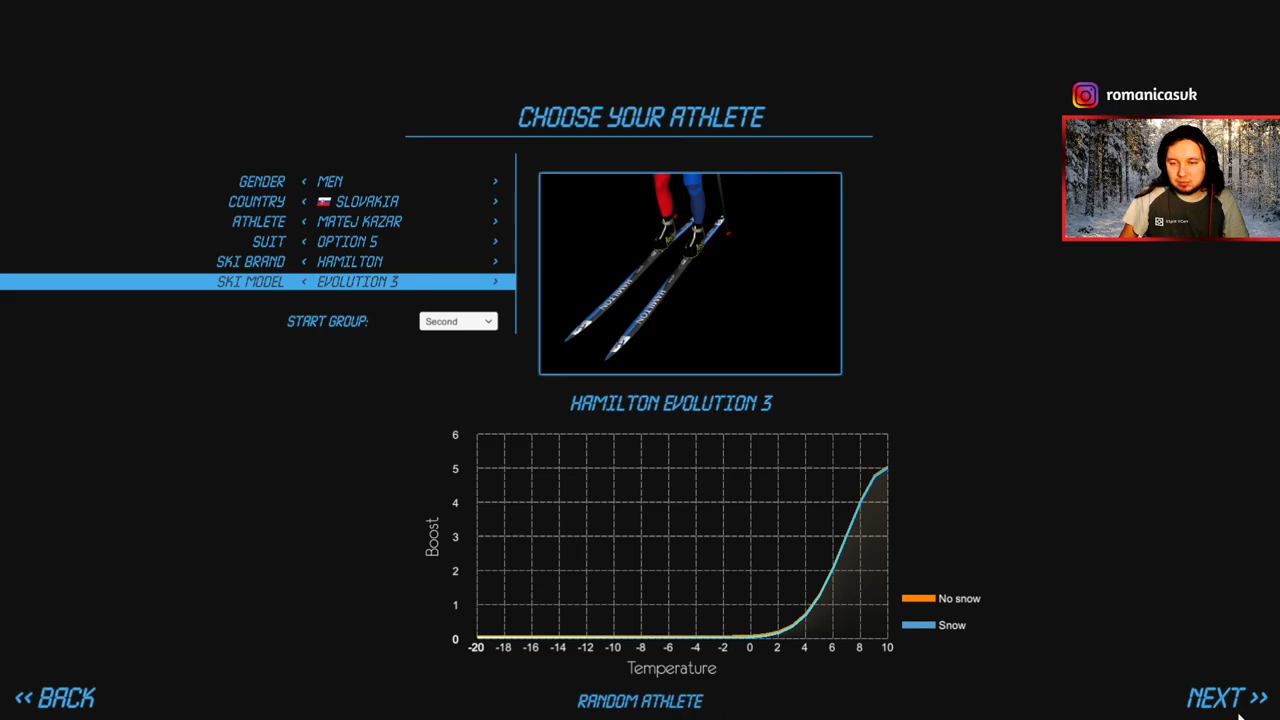 romanicasuk
CHOOSE YOUR ATHLETE
GENDER < MEN >
COUNTRY < SLOVAKIA >
ATHLETE < MATEJ KAZAR >
SUIT < OPTION 5 >
SKI BRAND < HAMILTON >
SKI MODEL < EVOLUTION 3 >
START GROUP: Second
HAMILTON
HAMILTON
HAMILTON EVOLUTION 3
6
5
4
3
2
1
0
Boost
-20 -18 -16 -14 -12 -10 -8 -6 -4 -2 0 2 4 6 8 10
Temperature
No snow
Snow
<< BACK
RANDOM ATHLETE
NEXT >>